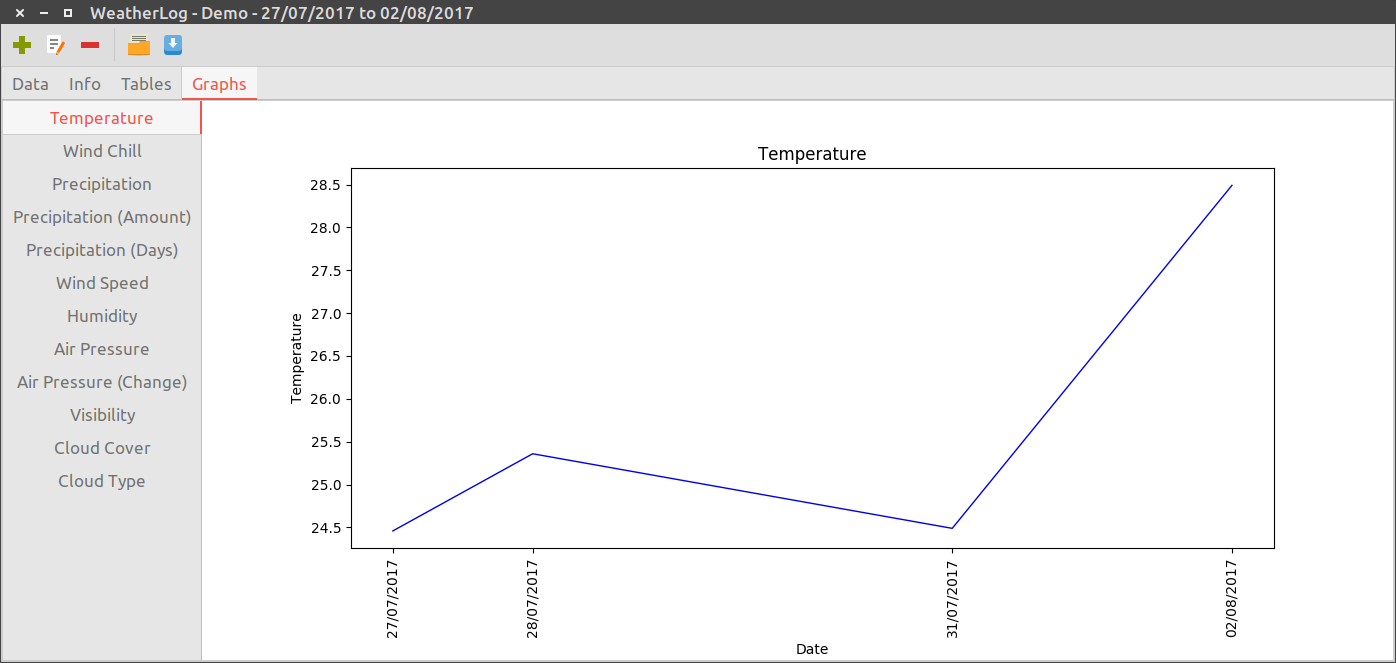 WeatherLog - Demo - 27/07/2017 to 02/08/2017
Data Info Tables Graphs
Temperature
Wind Chill
Precipitation
Precipitation (Amount)
Precipitation (Days)
Wind Speed
Humidity
Air Pressure
Air Pressure (Change)
Visibility
Cloud Cover
Cloud Type
Temperature
28.5
28.0
27.5
27.0
26.5
26.0
25.5
25.0
24.5
Temperature
27/07/2017
28/07/2017
31/07/2017
02/08/2017
Date